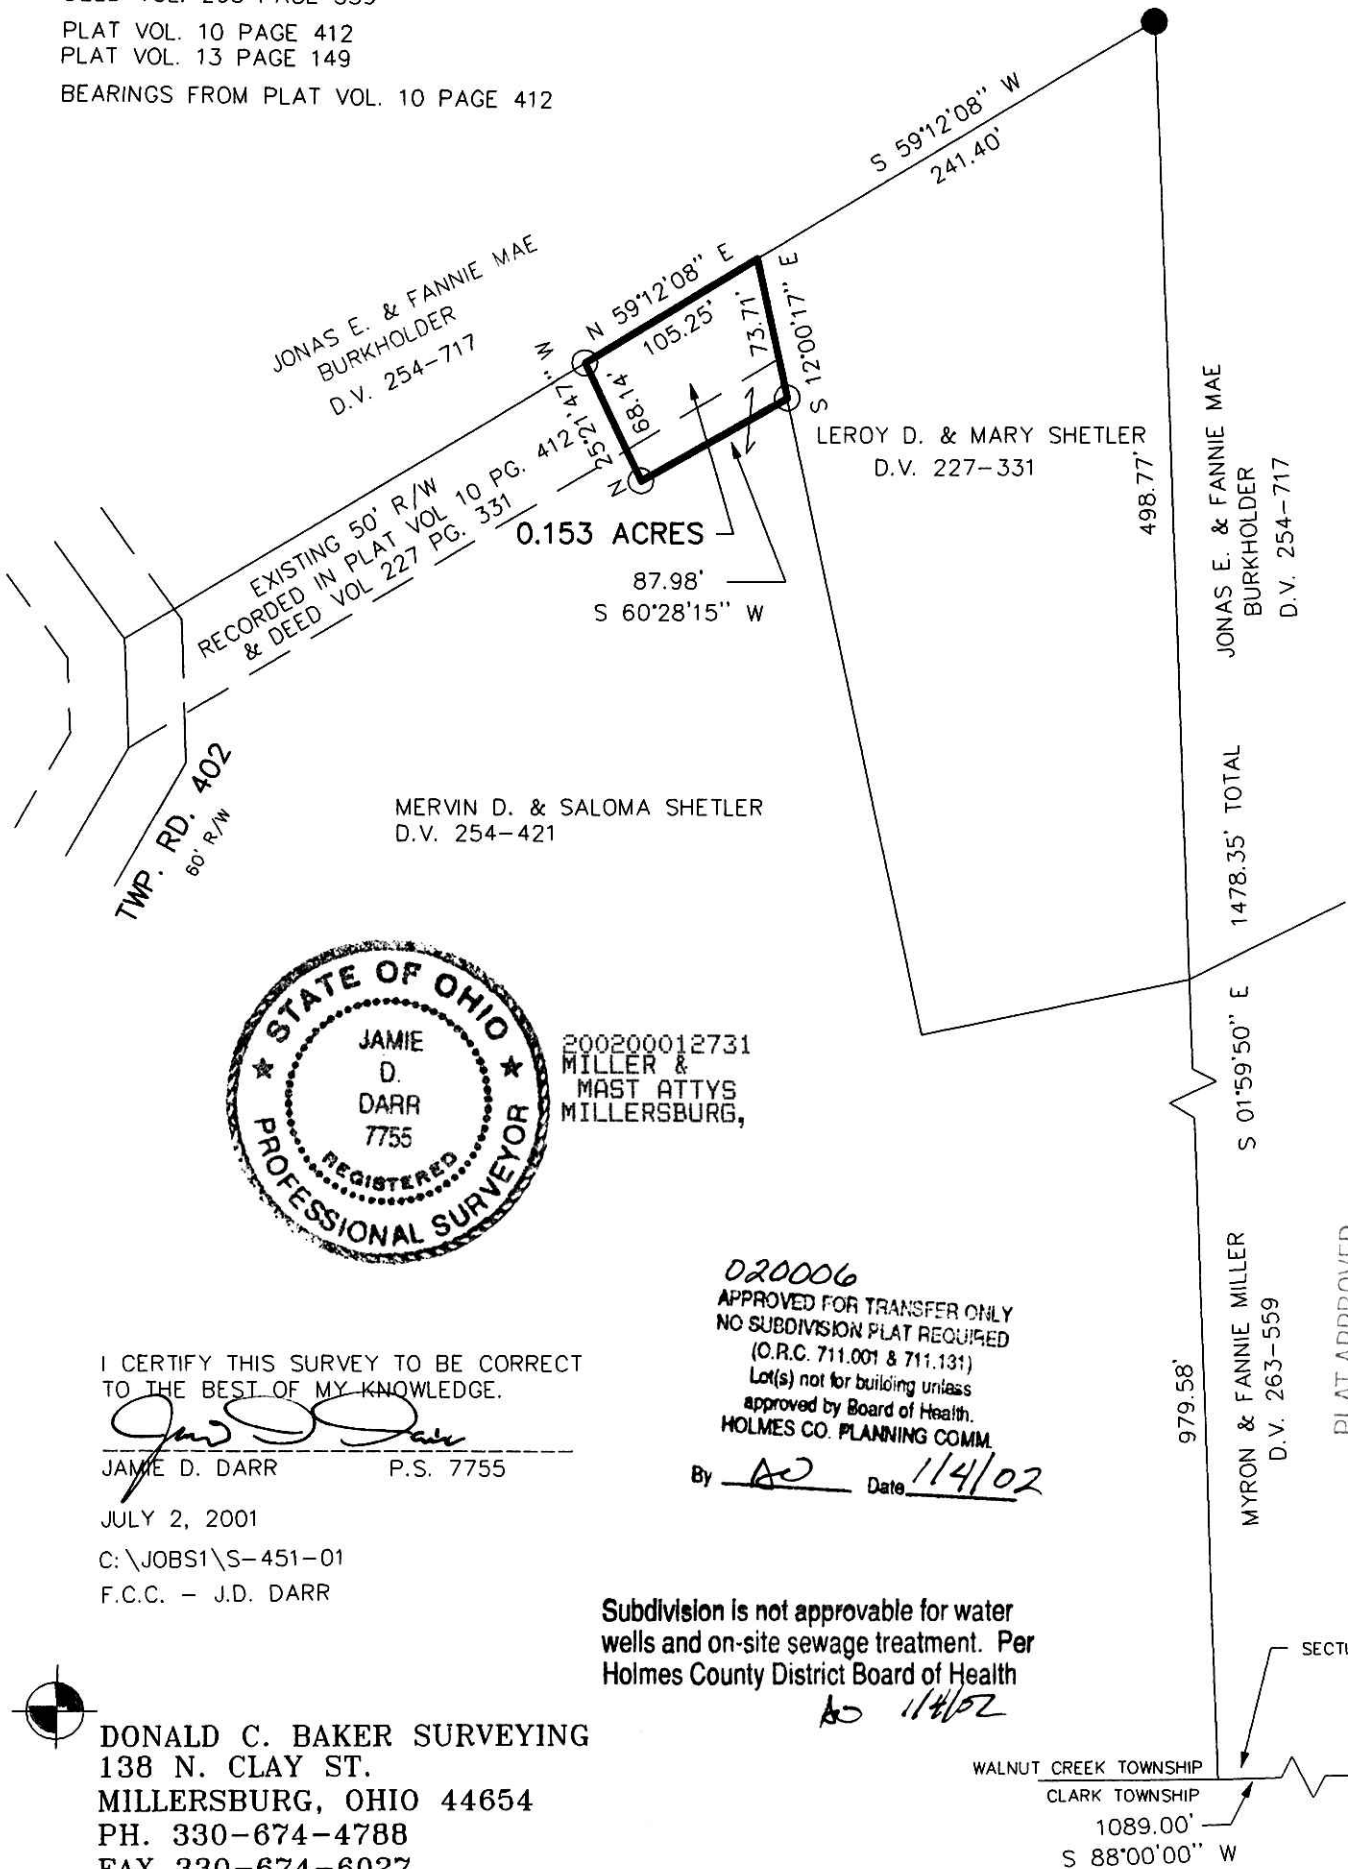 PLAT VOL. 10 PAGE 412
PLAT VOL. 13 PAGE 149
BEARINGS FROM PLAT VOL. 10 PAGE 412
S 59°12'08" W
241.40'
JONAS E. & FANNIE MAE
BURKHOLDER
D.V. 254-717
N 59°12'08" E
105.25'
73.71'
S 12°00'17" E
N 25°21'47" W
68.14'
LEROY D. & MARY SHETLER
D.V. 227-331
EXISTING 50' R/W
RECORDED IN PLAT VOL 10 PG. 412
& DEED VOL 227 PG. 331
0.153 ACRES
87.98'
S 60°28'15" W
498.77'
JONAS E. & FANNIE MAE
BURKHOLDER
D.V. 254-717
TWP. RD. 402
60' R/W
MERVIN D. & SALOMA SHETLER
D.V. 254-421
S 01°59'50" E 1478.35' TOTAL
STATE OF OHIO
JAMIE
D.
DARR
7755
REGISTERED
PROFESSIONAL SURVEYOR
200200012731
MILLER &
MAST ATTYS
MILLERSBURG,
979.58'
MYRON & FANNIE MILLER
D.V. 263-559
PLAT APPROVED
020006
APPROVED FOR TRANSFER ONLY
NO SUBDIVISION PLAT REQUIRED
(O.R.C. 711.001 & 711.131)
Lot(s) not for building unless
approved by Board of Health.
HOLMES CO. PLANNING COMM.
By AO Date 1/4/02
I CERTIFY THIS SURVEY TO BE CORRECT
TO THE BEST OF MY KNOWLEDGE.
JAMIE D. DARR P.S. 7755
JULY 2, 2001
C:\JOBS1\S-451-01
F.C.C. - J.D. DARR
Subdivision is not approvable for water
wells and on-site sewage treatment. Per
Holmes County District Board of Health
AO 1/4/02
DONALD C. BAKER SURVEYING
138 N. CLAY ST.
MILLERSBURG, OHIO 44654
PH. 330-674-4788
FAX 330-674-6027
WALNUT CREEK TOWNSHIP
CLARK TOWNSHIP
1089.00'
S 88°00'00" W